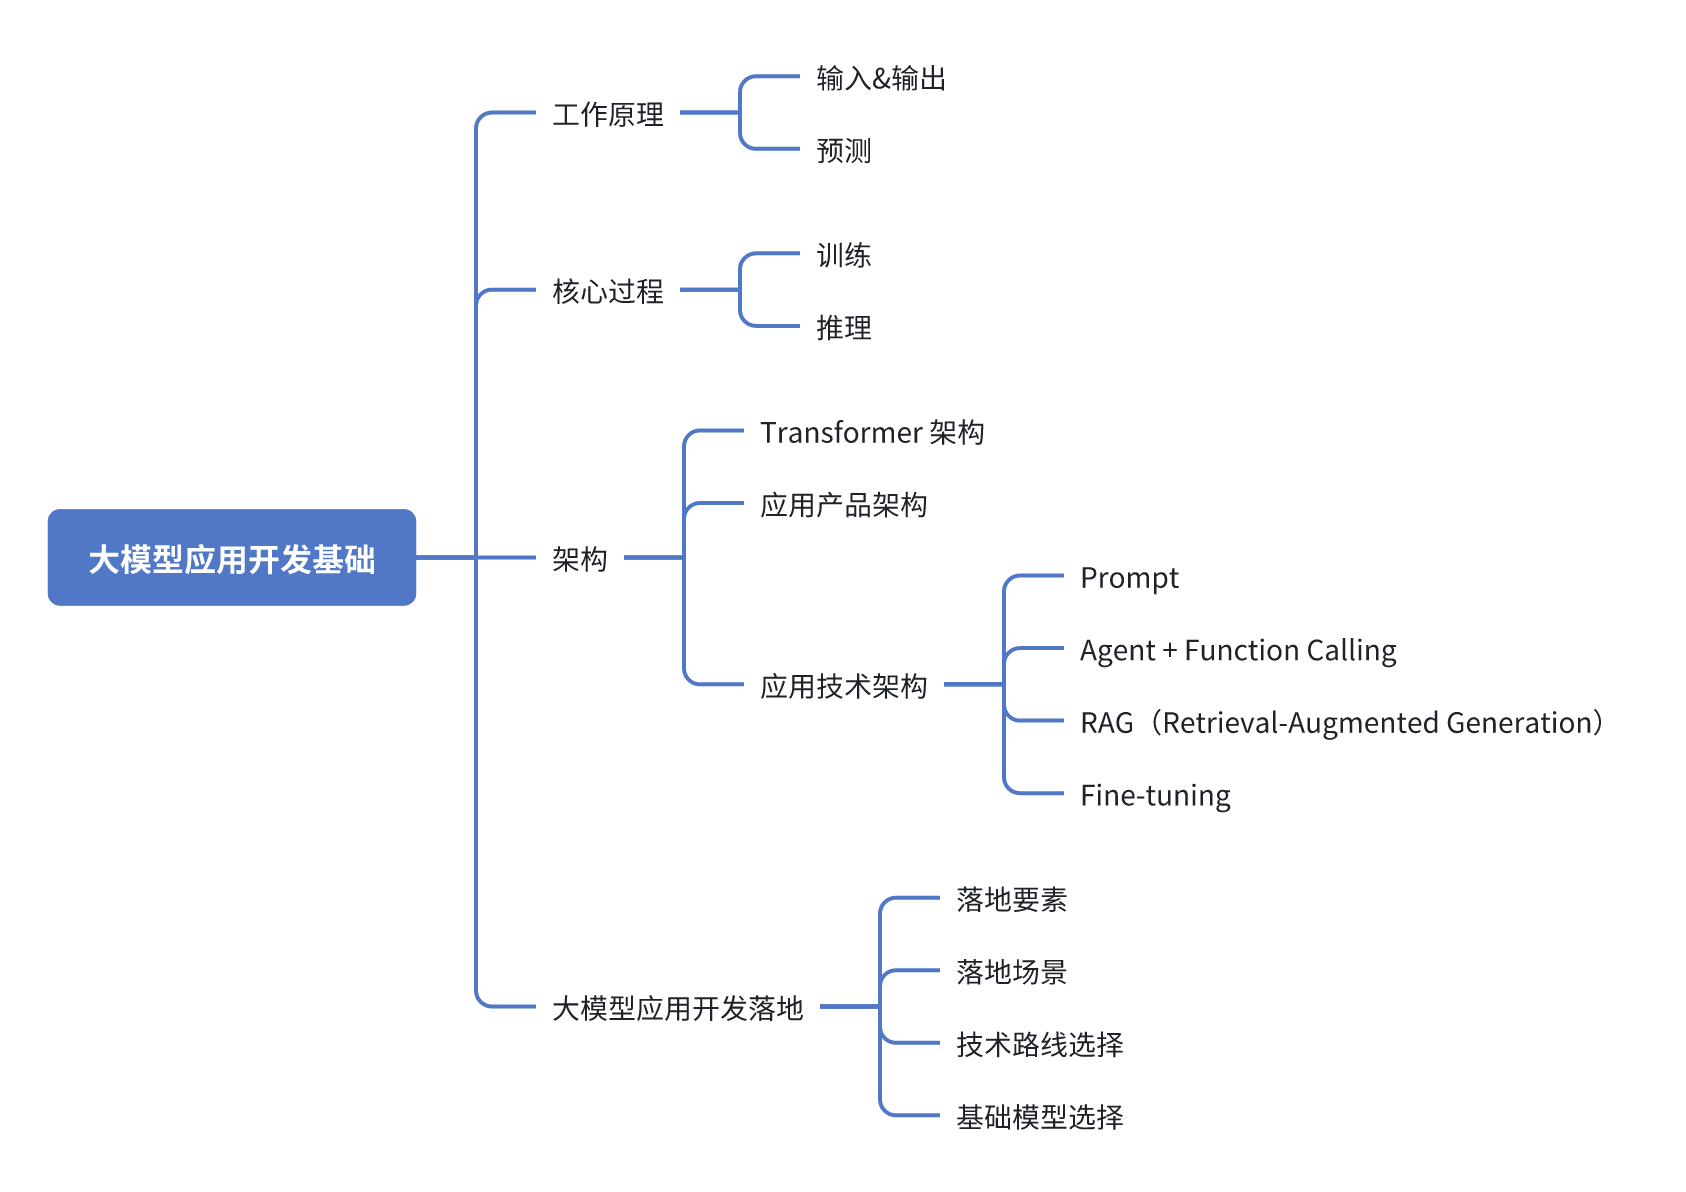 大模型应用开发基础
工作原理
输入&输出
预测
核心过程
训练
推理
架构
Transformer 架构
应用产品架构
应用技术架构
Prompt
Agent + Function Calling
RAG（Retrieval-Augmented Generation）
Fine-tuning
大模型应用开发落地
落地要素
落地场景
技术路线选择
基础模型选择